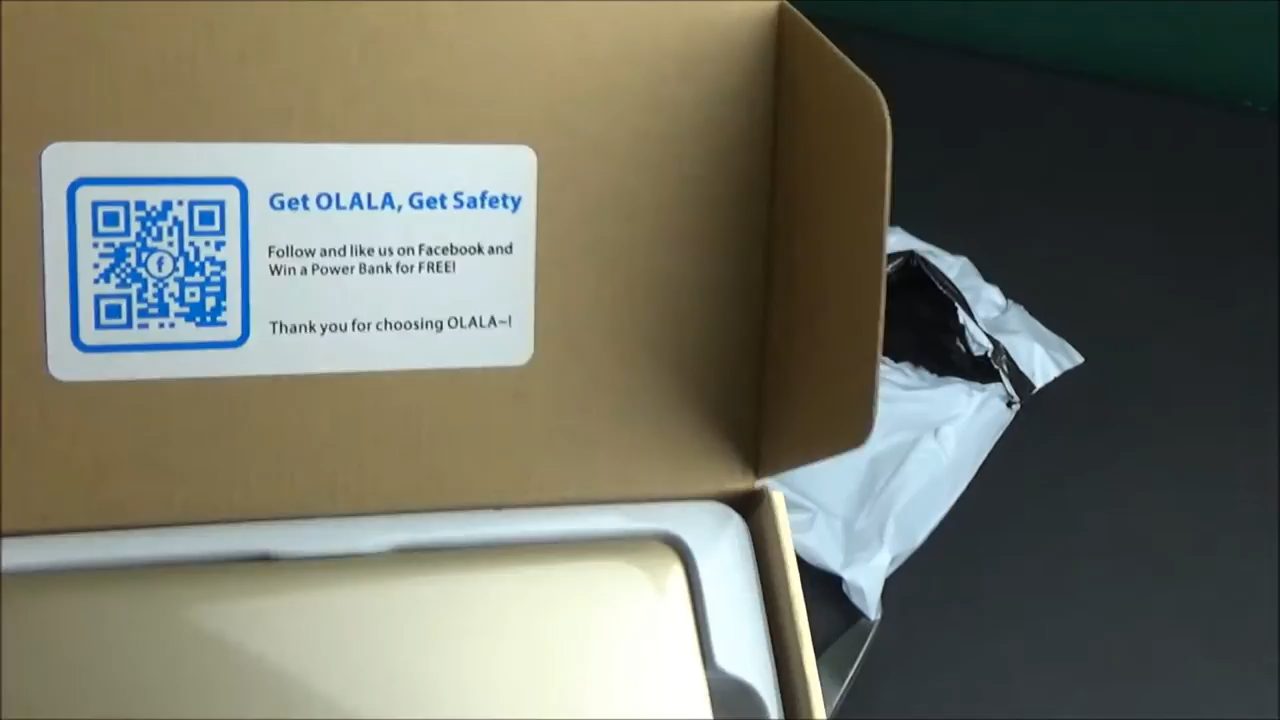 Get OLALA, Get Safety
Follow and like us on Facebook and
Win a Power Bank for FREE!
Thank you for choosing OLALA~!